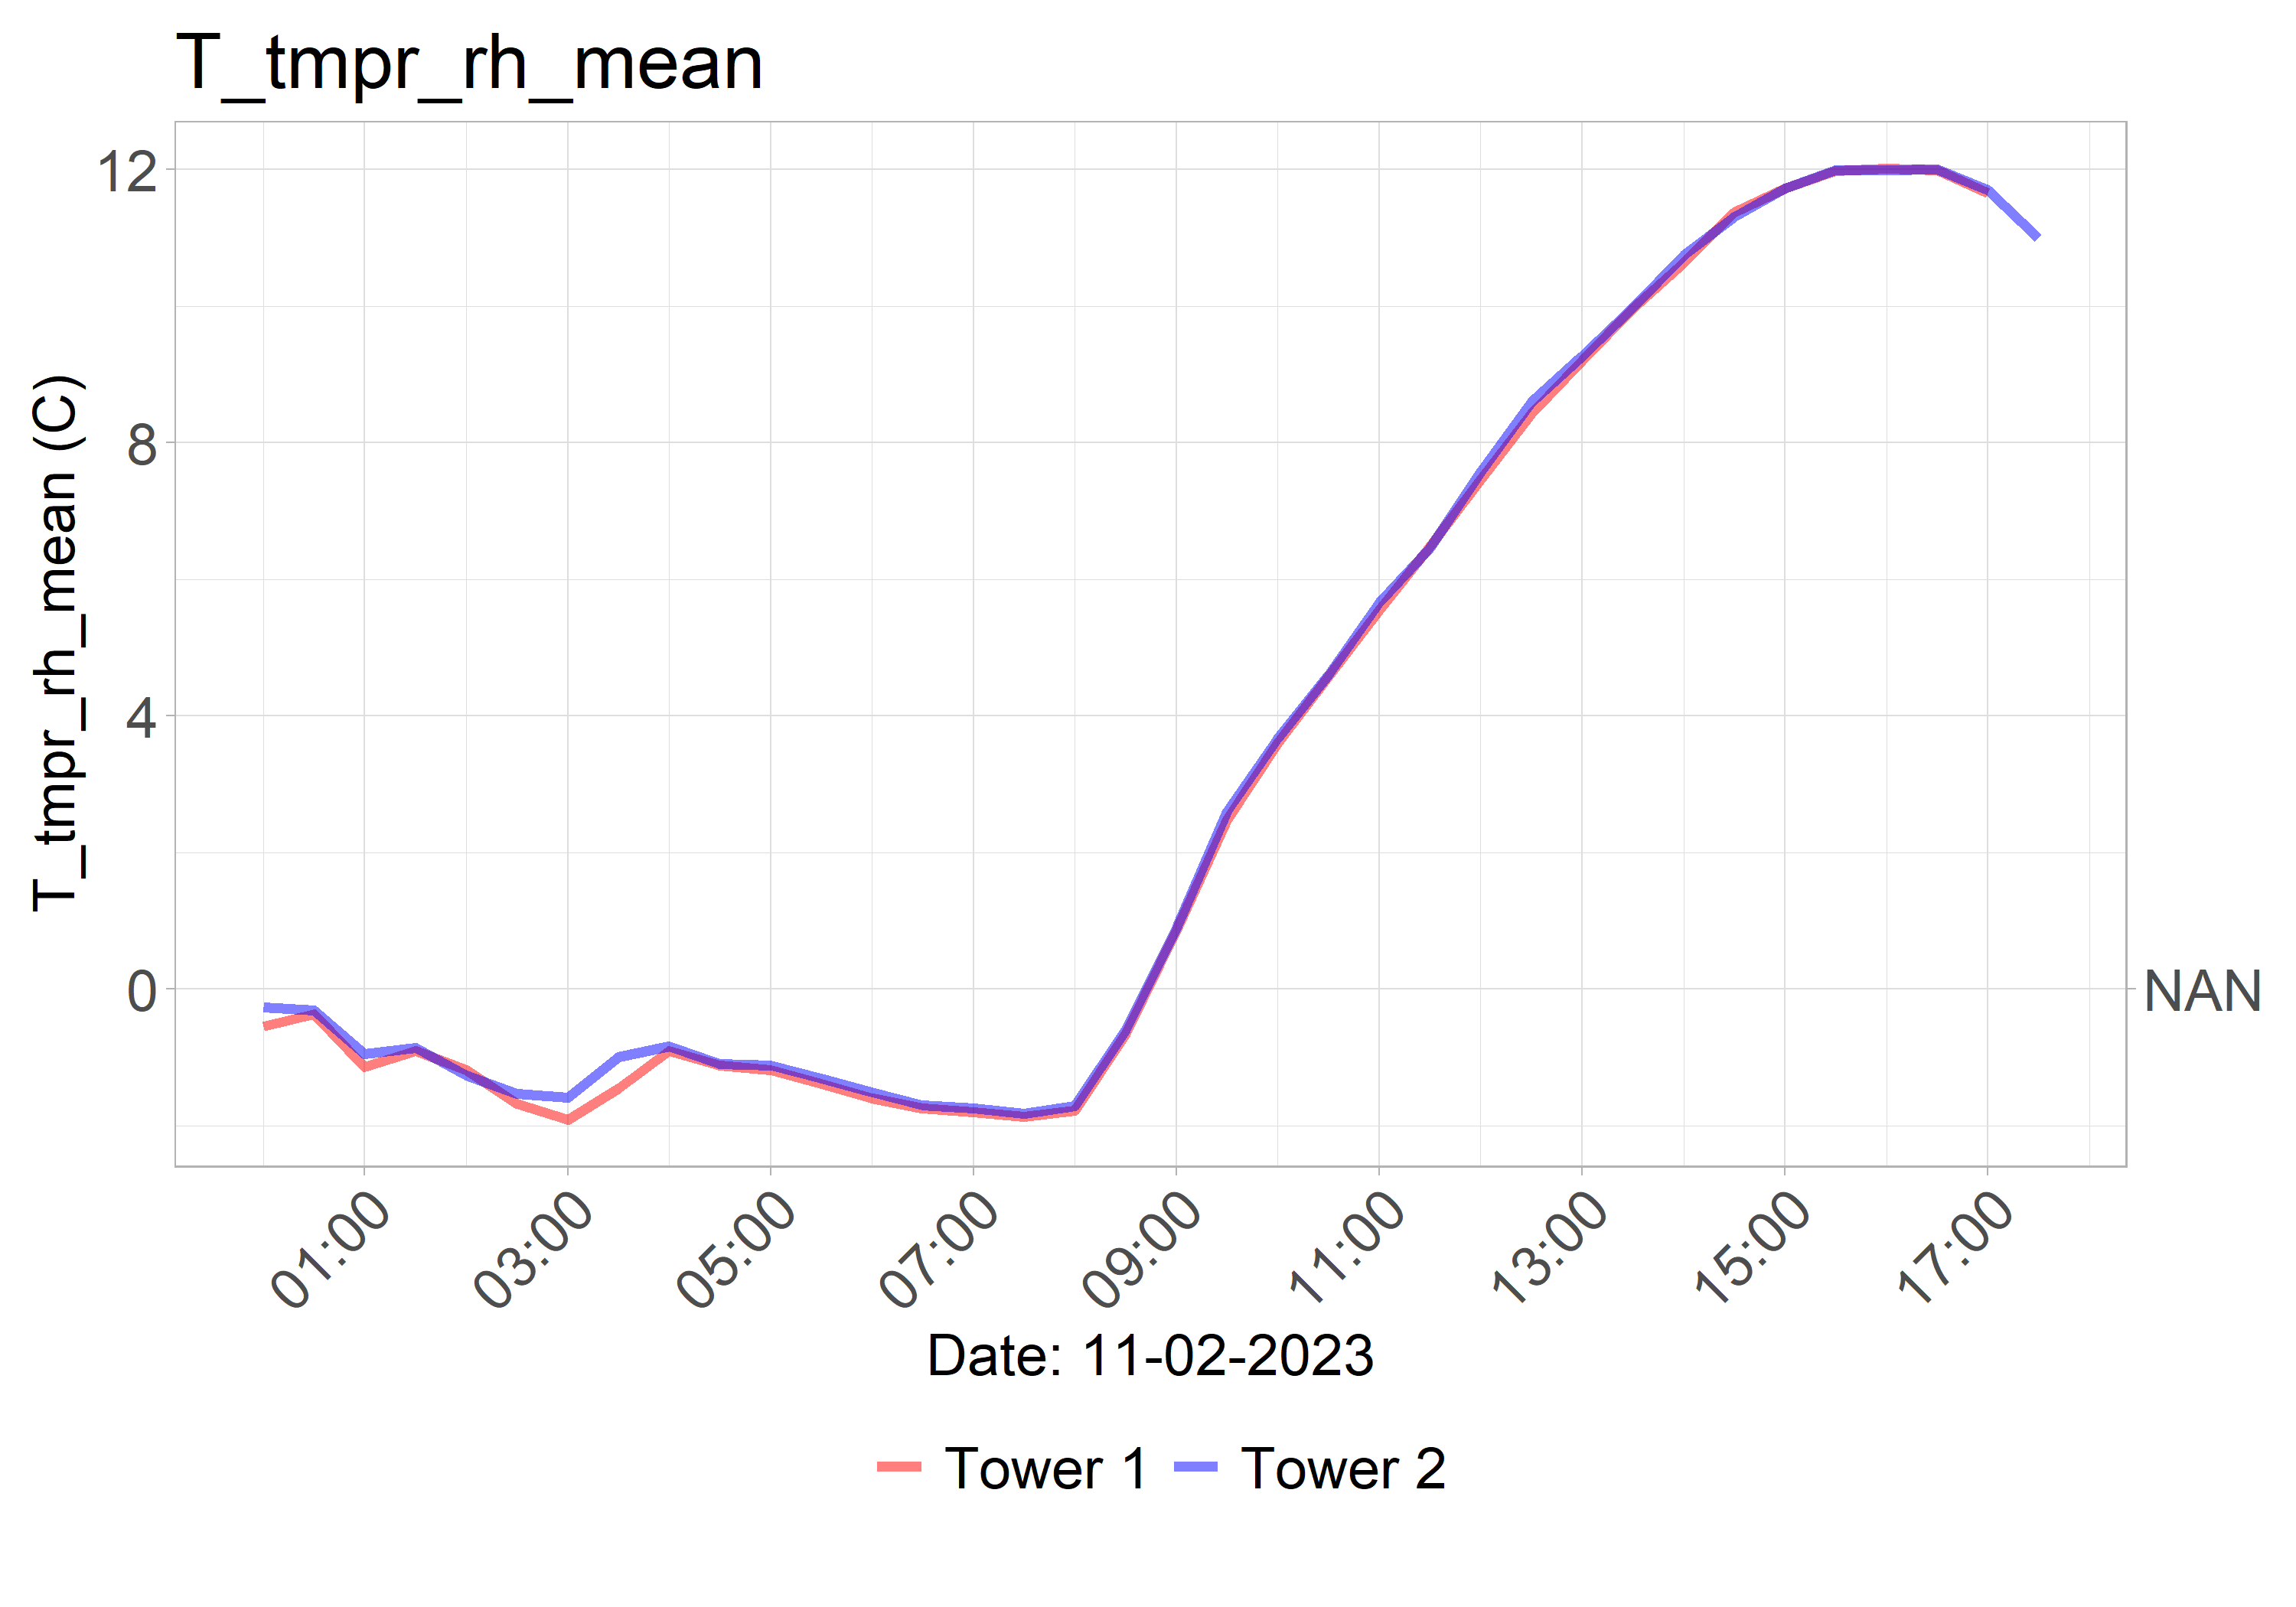 T_tmpr_rh_mean
T_tmpr_rh_mean (C)
12
8
4
0
NAN
01:00 03:00 05:00 07:00 09:00 11:00 13:00 15:00 17:00
Date: 11-02-2023
Tower 1 Tower 2